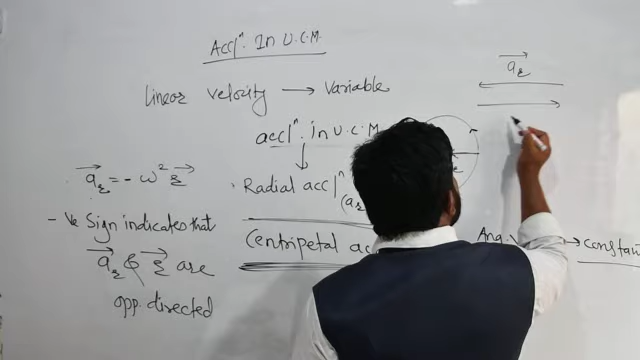 Accl^n. In U.C.M.
linear velocity → Variable
accl^n. in U.C.M
a_r = - ω² r
Radial accl^n
- Ve Sign indicates that
a_r & r are
opp. directed
Centripetal ac
a_r
Ang.
→ constan